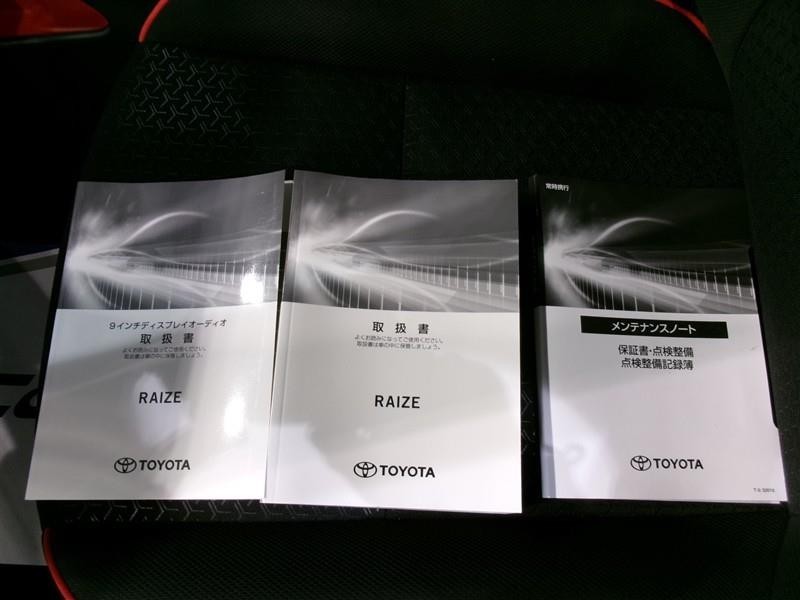 9インチディスプレイオーディオ
取扱書
よくお読みになってご使用ください。
取扱書は車の中に保管しましょう。
RAIZE
TOYOTA
取扱書
よくお読みになってご使用ください。
取扱書は車の中に保管しましょう。
RAIZE
TOYOTA
常時携行
メンテナンスノート
保証書・点検整備
点検整備記録簿
TOYOTA